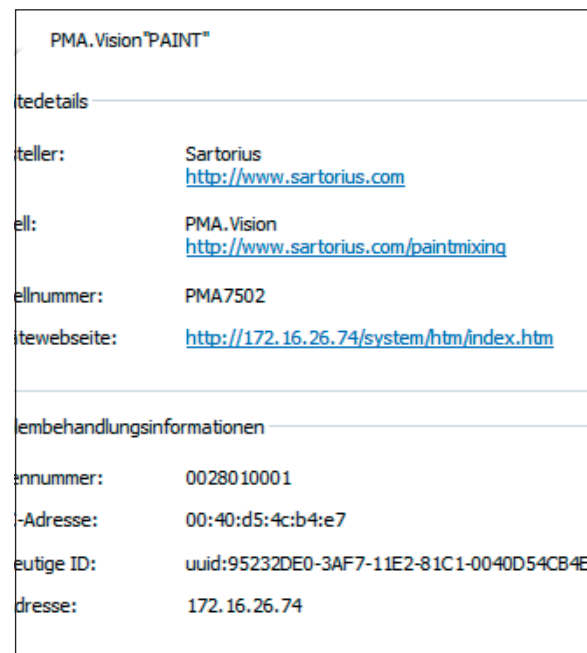 PMA.Vision"PAINT"
itedetails
steller: Sartorius
http://www.sartorius.com
ell: PMA.Vision
http://www.sartorius.com/paintmixing
ellnummer: PMA7502
itewebseite: http://172.16.26.74/system/htm/index.htm
lembehandlungsinformationen
ennummer: 0028010001
-Adresse: 00:40:d5:4c:b4:e7
eutige ID: uuid:95232DE0-3AF7-11E2-81C1-0040D54CB4E
dresse: 172.16.26.74